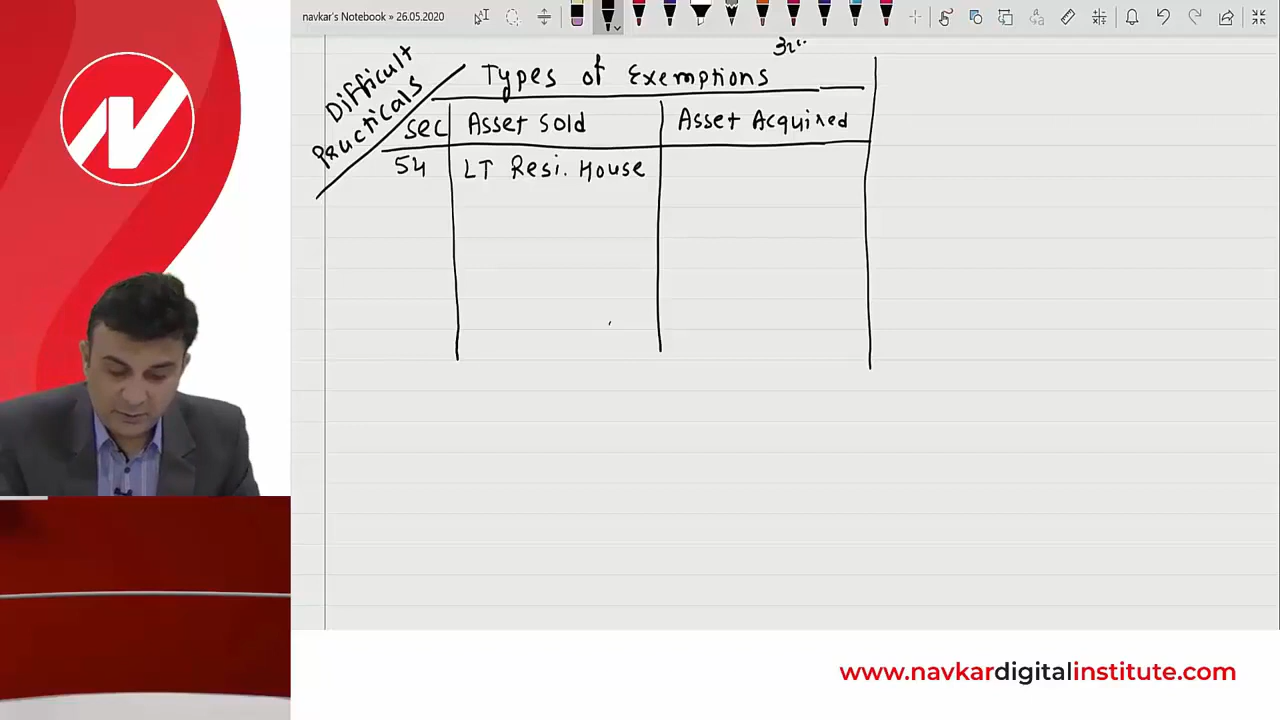 navkar's Notebook » 26.05.2020
Difficult
Practicals
Types of Exemptions
Sec Asset Sold Asset Acquired
54 LT Resi. House
www.navkardigitalinstitute.com